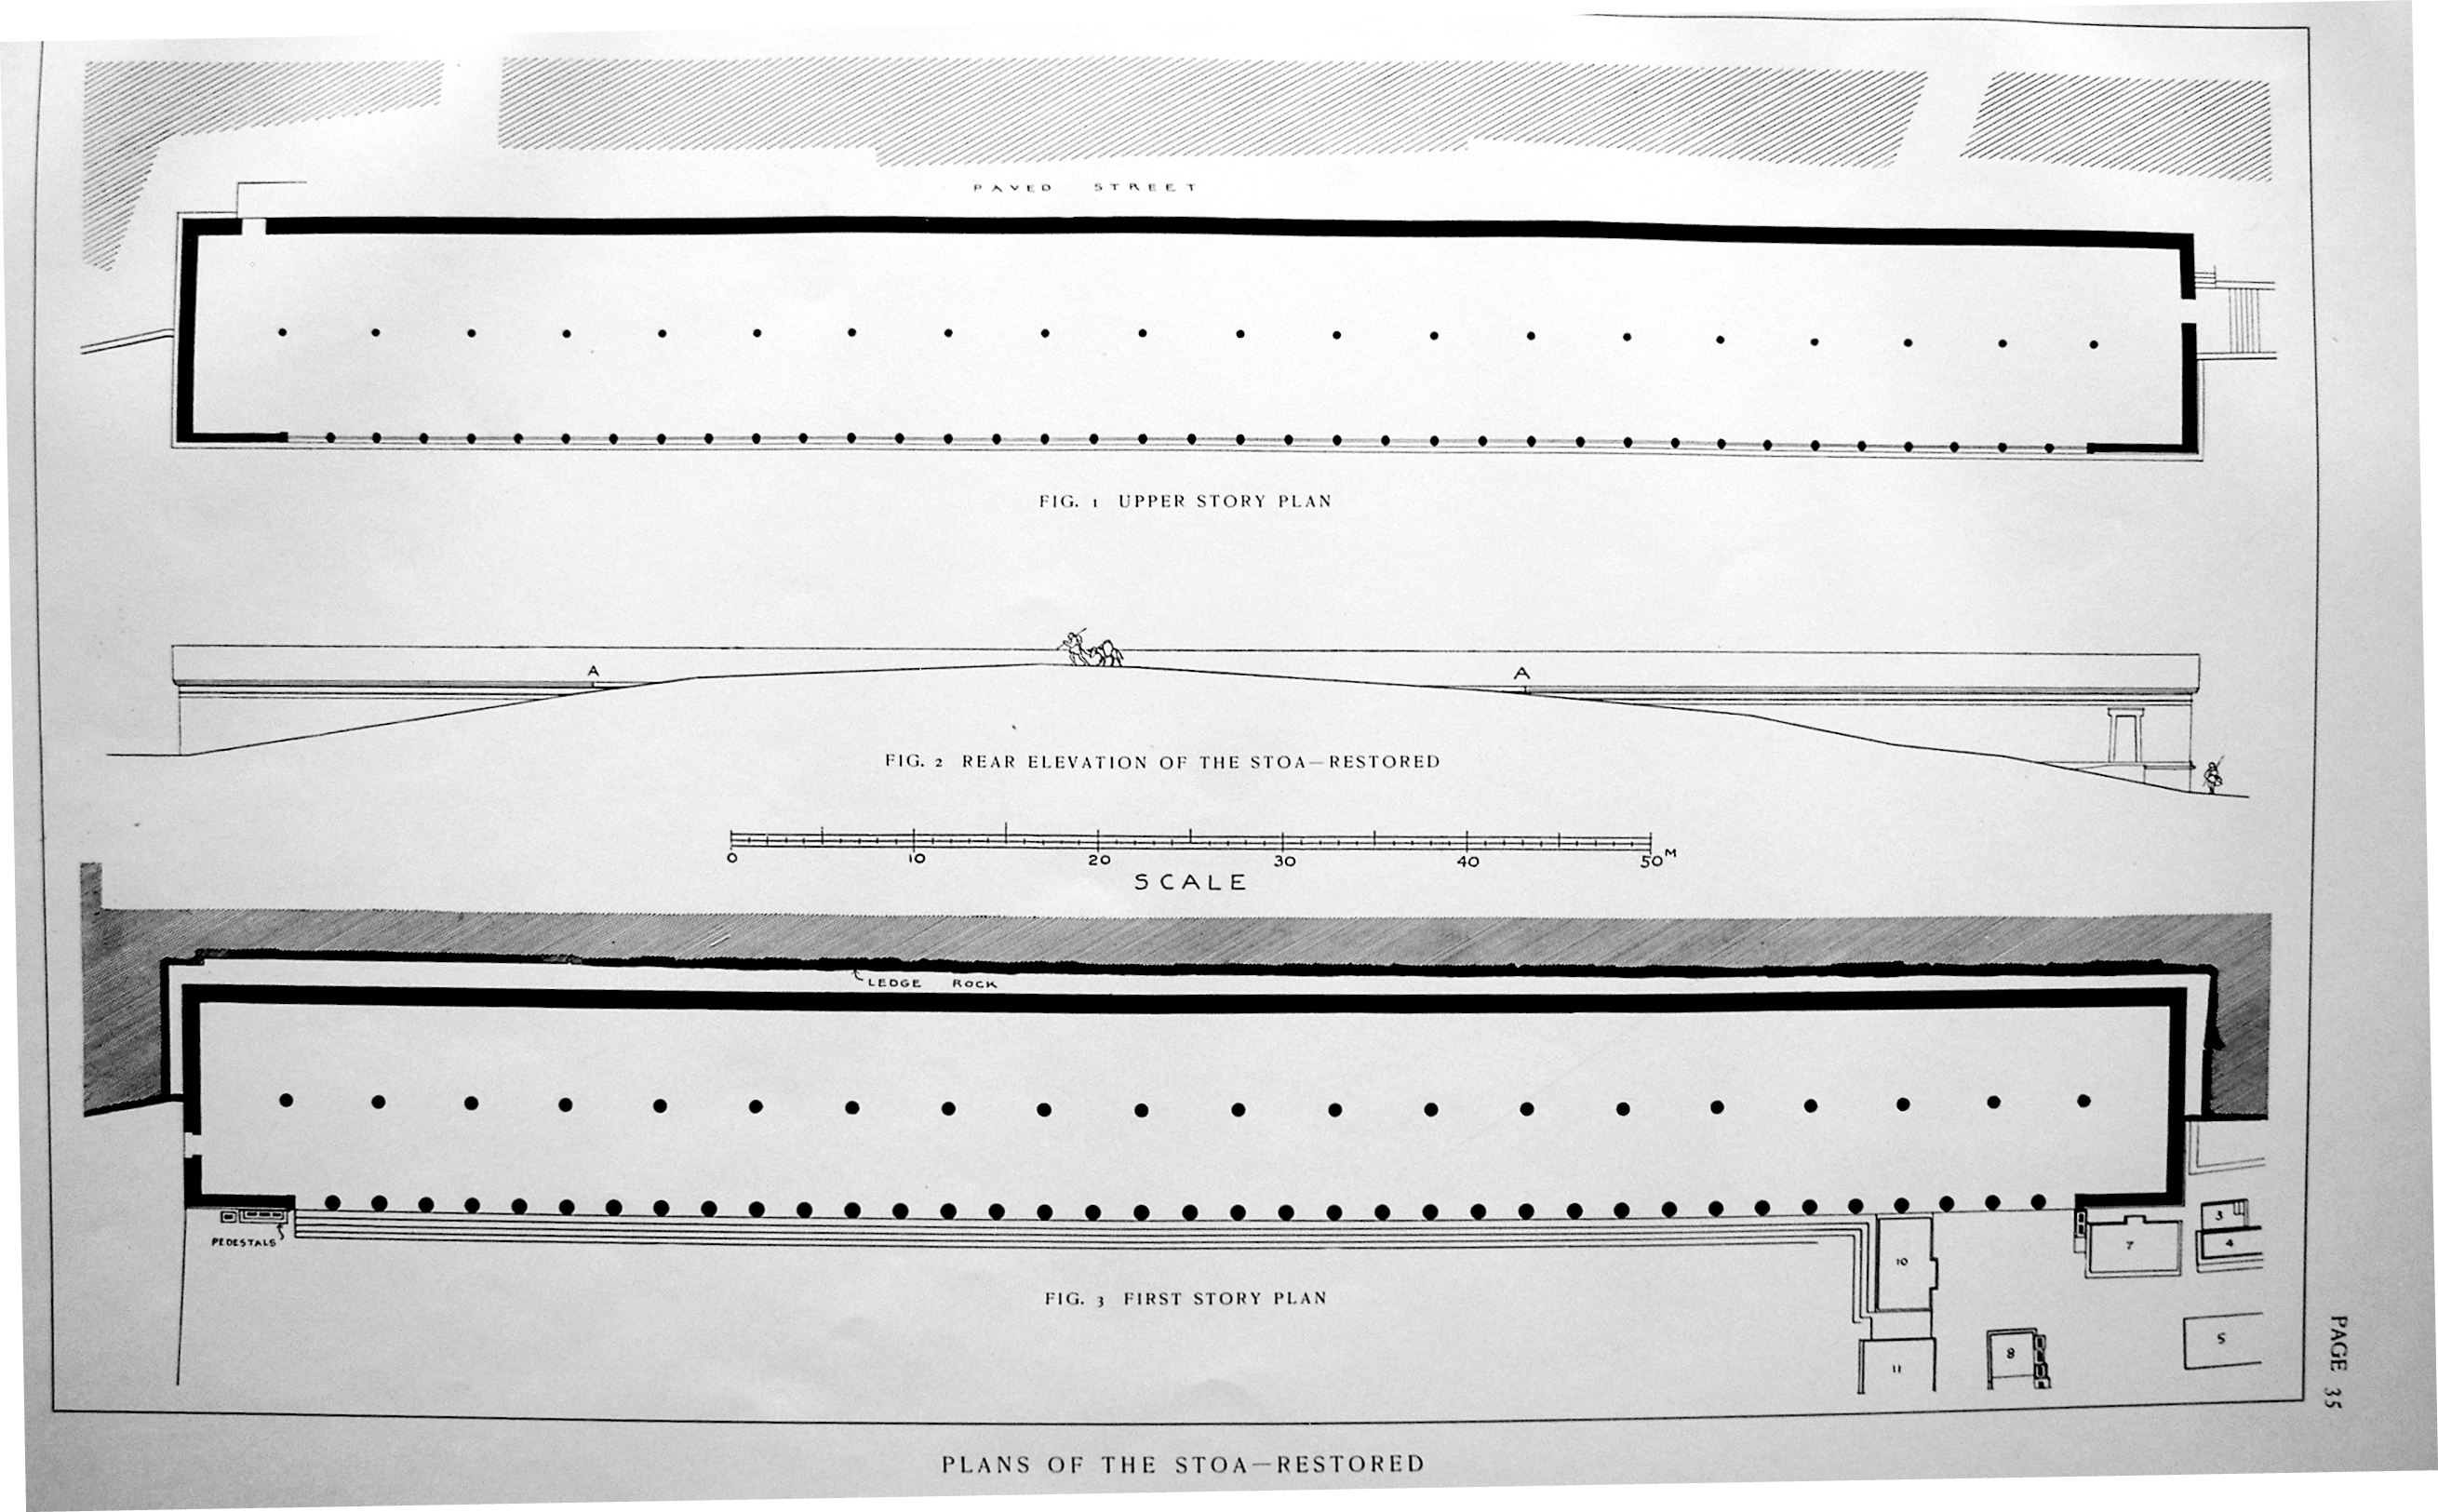 PAVED STREET
FIG. 1 UPPER STORY PLAN
A
A
FIG. 2 REAR ELEVATION OF THE STOA—RESTORED
0 10 20 30 40 50 M
SCALE
LEDGE ROCK
PEDESTALS
3
7
4
10
FIG. 3 FIRST STORY PLAN
5
8
11
PAGE 35
PLANS OF THE STOA—RESTORED